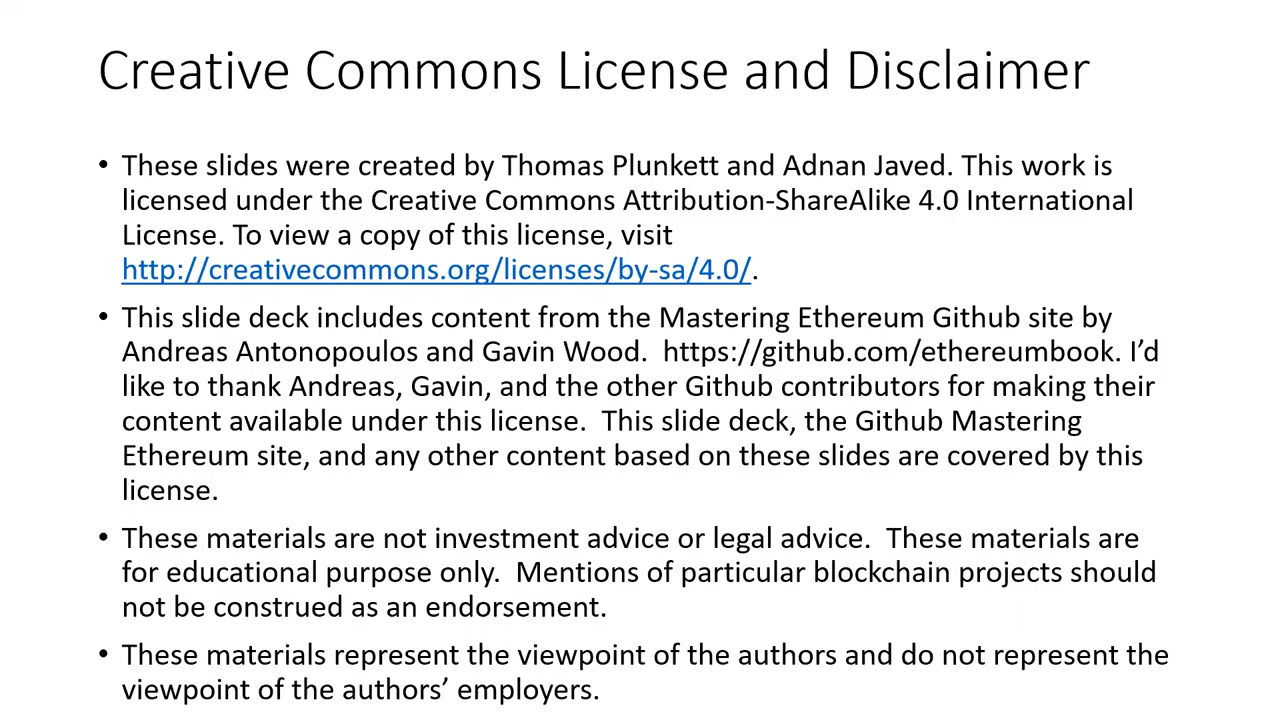 Creative Commons License and Disclaimer
• These slides were created by Thomas Plunkett and Adnan Javed. This work is
licensed under the Creative Commons Attribution-ShareAlike 4.0 International
License. To view a copy of this license, visit
http://creativecommons.org/licenses/by-sa/4.0/.
• This slide deck includes content from the Mastering Ethereum Github site by
Andreas Antonopoulos and Gavin Wood.  https://github.com/ethereumbook. I’d
like to thank Andreas, Gavin, and the other Github contributors for making their
content available under this license.  This slide deck, the Github Mastering
Ethereum site, and any other content based on these slides are covered by this
license.
• These materials are not investment advice or legal advice.  These materials are
for educational purpose only.  Mentions of particular blockchain projects should
not be construed as an endorsement.
• These materials represent the viewpoint of the authors and do not represent the
viewpoint of the authors’ employers.